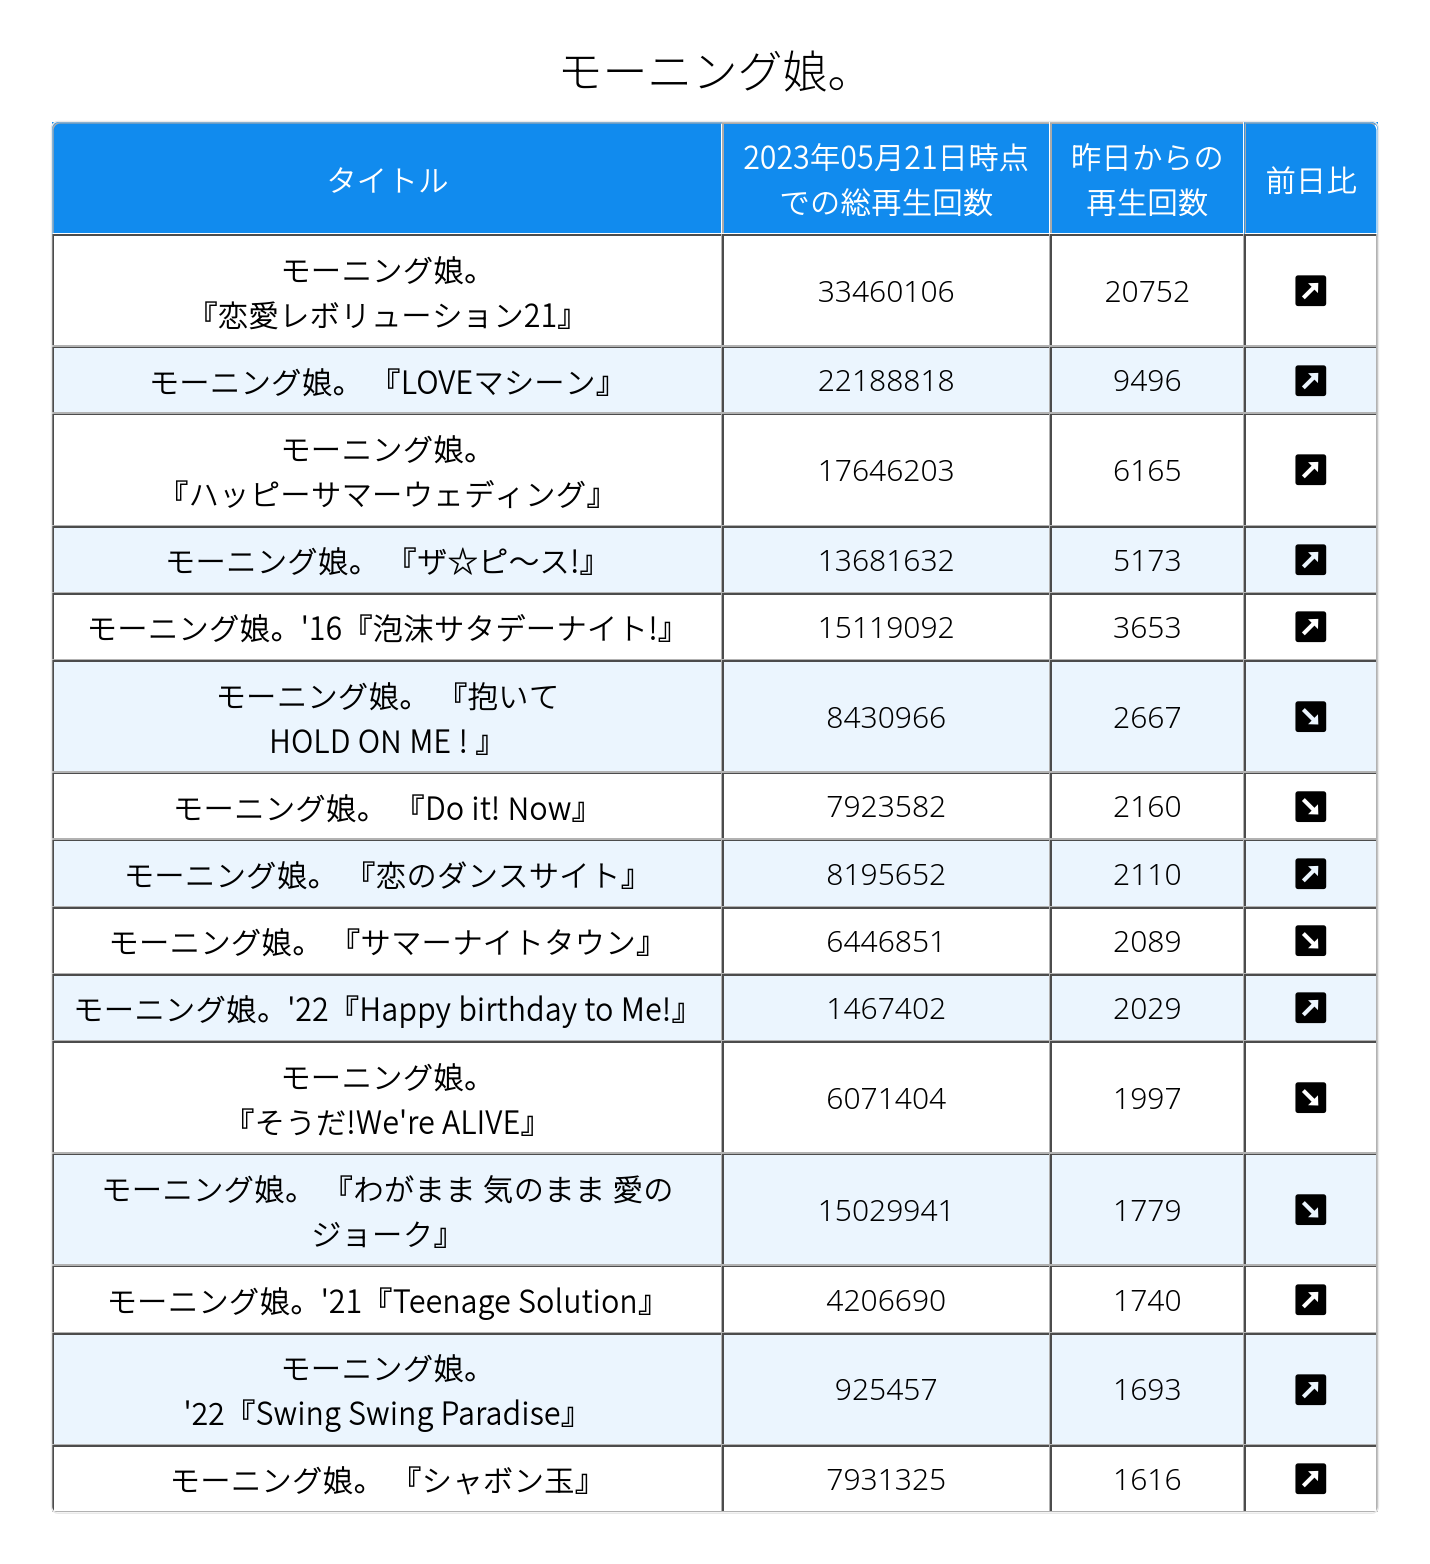 モーニング娘。
タイトル
2023年05月21日時点
での総再生回数
昨日からの
再生回数
前日比
モーニング娘。
『恋愛レボリューション21』
33460106
20752
↗
モーニング娘。 『LOVEマシーン』
22188818
9496
↗
モーニング娘。
『ハッピーサマーウェディング』
17646203
6165
↗
モーニング娘。 『ザ☆ピ〜ス!』
13681632
5173
↗
モーニング娘。'16『泡沫サタデーナイト!』
15119092
3653
↗
モーニング娘。 『抱いて
HOLD ON ME ! 』
8430966
2667
↘
モーニング娘。 『Do it! Now』
7923582
2160
↘
モーニング娘。 『恋のダンスサイト』
8195652
2110
↗
モーニング娘。 『サマーナイトタウン』
6446851
2089
↘
モーニング娘。'22『Happy birthday to Me!』
1467402
2029
↗
モーニング娘。
『そうだ!We're ALIVE』
6071404
1997
↘
モーニング娘。 『わがまま 気のまま 愛の
ジョーク』
15029941
1779
↘
モーニング娘。'21『Teenage Solution』
4206690
1740
↗
モーニング娘。
'22『Swing Swing Paradise』
925457
1693
↗
モーニング娘。 『シャボン玉』
7931325
1616
↗